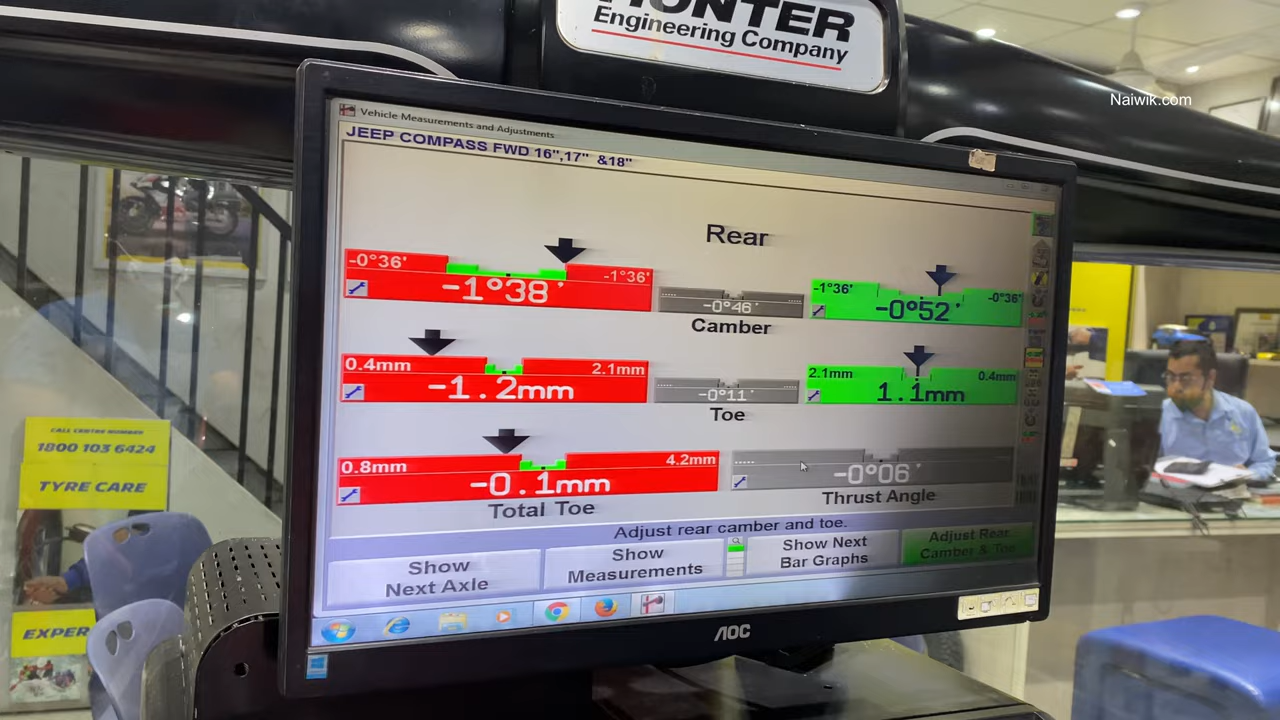 HUNTER
Engineering Company
Naiwik.com
Vehicle Measurements and Adjustments
JEEP COMPASS FWD 16",17" &18"
Rear
-0°36' -1°36'
-1°38'
-0°46'
-1°36' -0°36'
-0°52'
Camber
0.4mm 2.1mm
-1.2mm
-0°11'
2.1mm 0.4mm
1.1mm
Toe
0.8mm 4.2mm
-0.1mm
-0°06'
Total Toe
Thrust Angle
Adjust rear camber and toe.
Show
Next Axle
Show
Measurements
Show Next
Bar Graphs
Adjust Rear
Camber & Toe
AOC
CALL CENTER NUMBER
1800 103 6424
TYRE CARE
EXPER